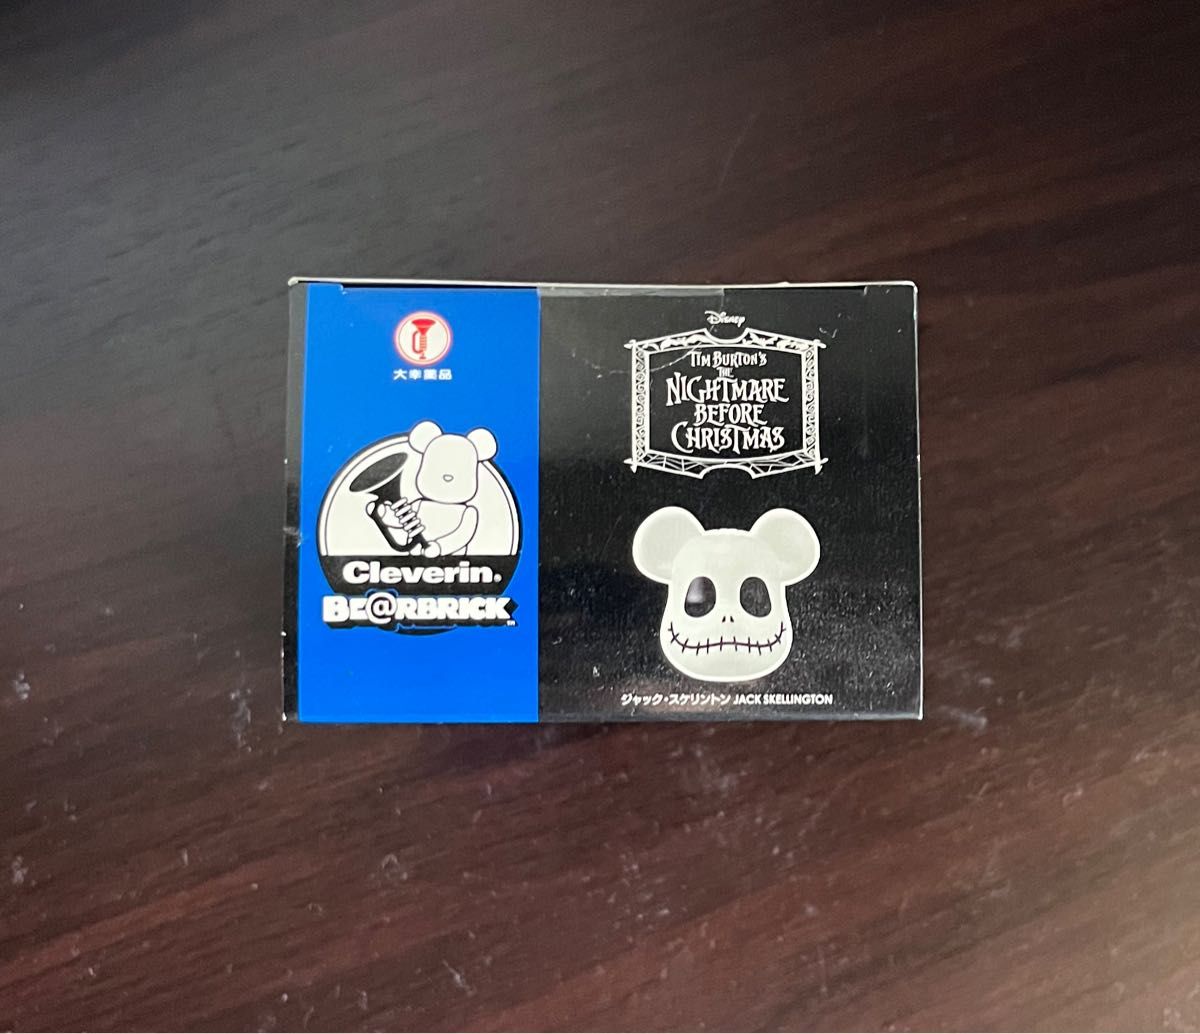 大幸薬品
Cleverin®
BE@RBRICK™
Disney
TIM BURTON'S
THE
NIGHTMARE
BEFORE
CHRISTMAS
ジャック・スケリントン JACK SKELLINGTON